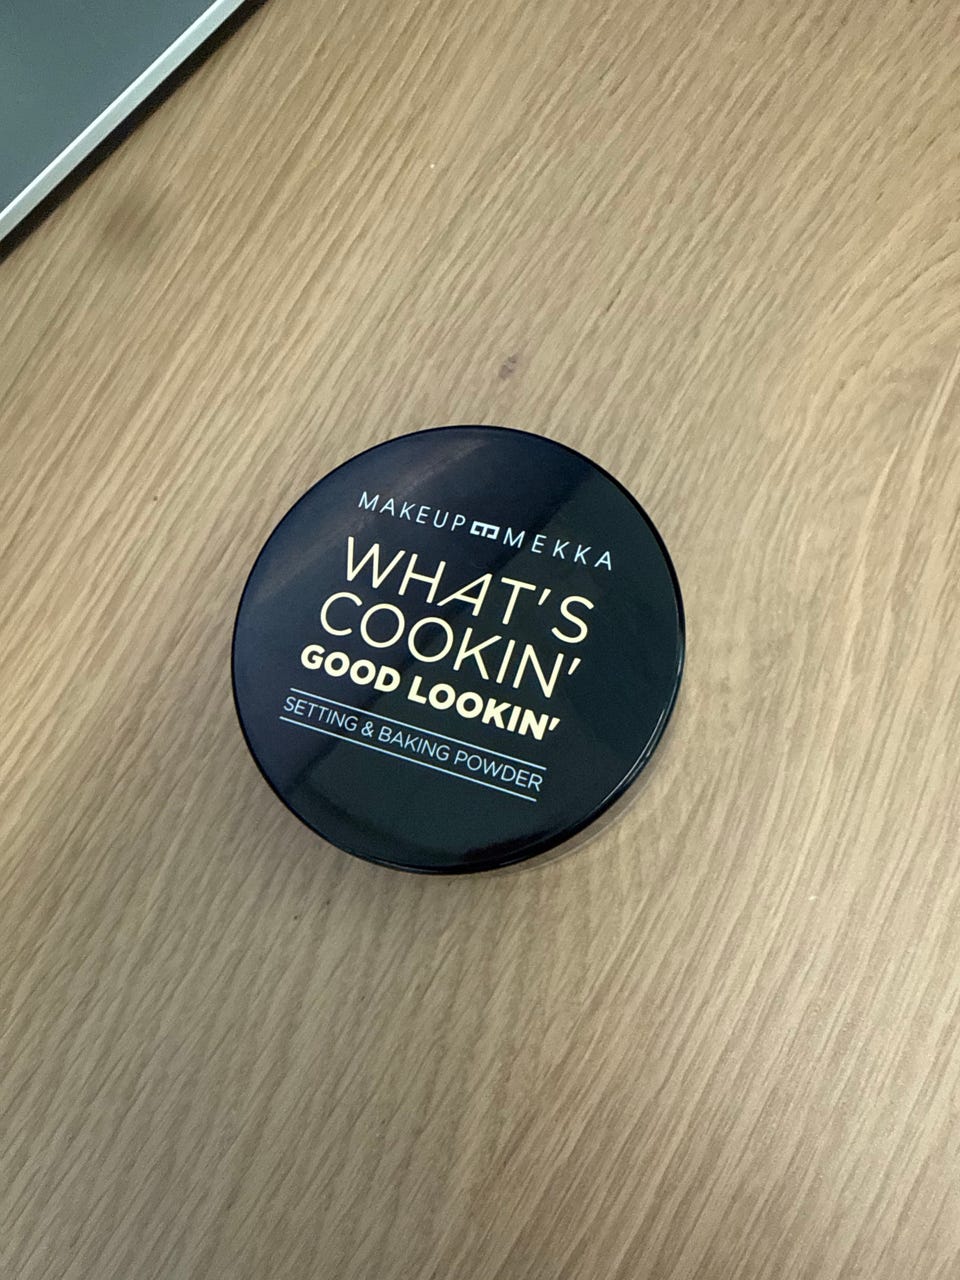 MAKEUP MEKKA
WHAT'S
COOKIN'
GOOD LOOKIN'
SETTING & BAKING POWDER